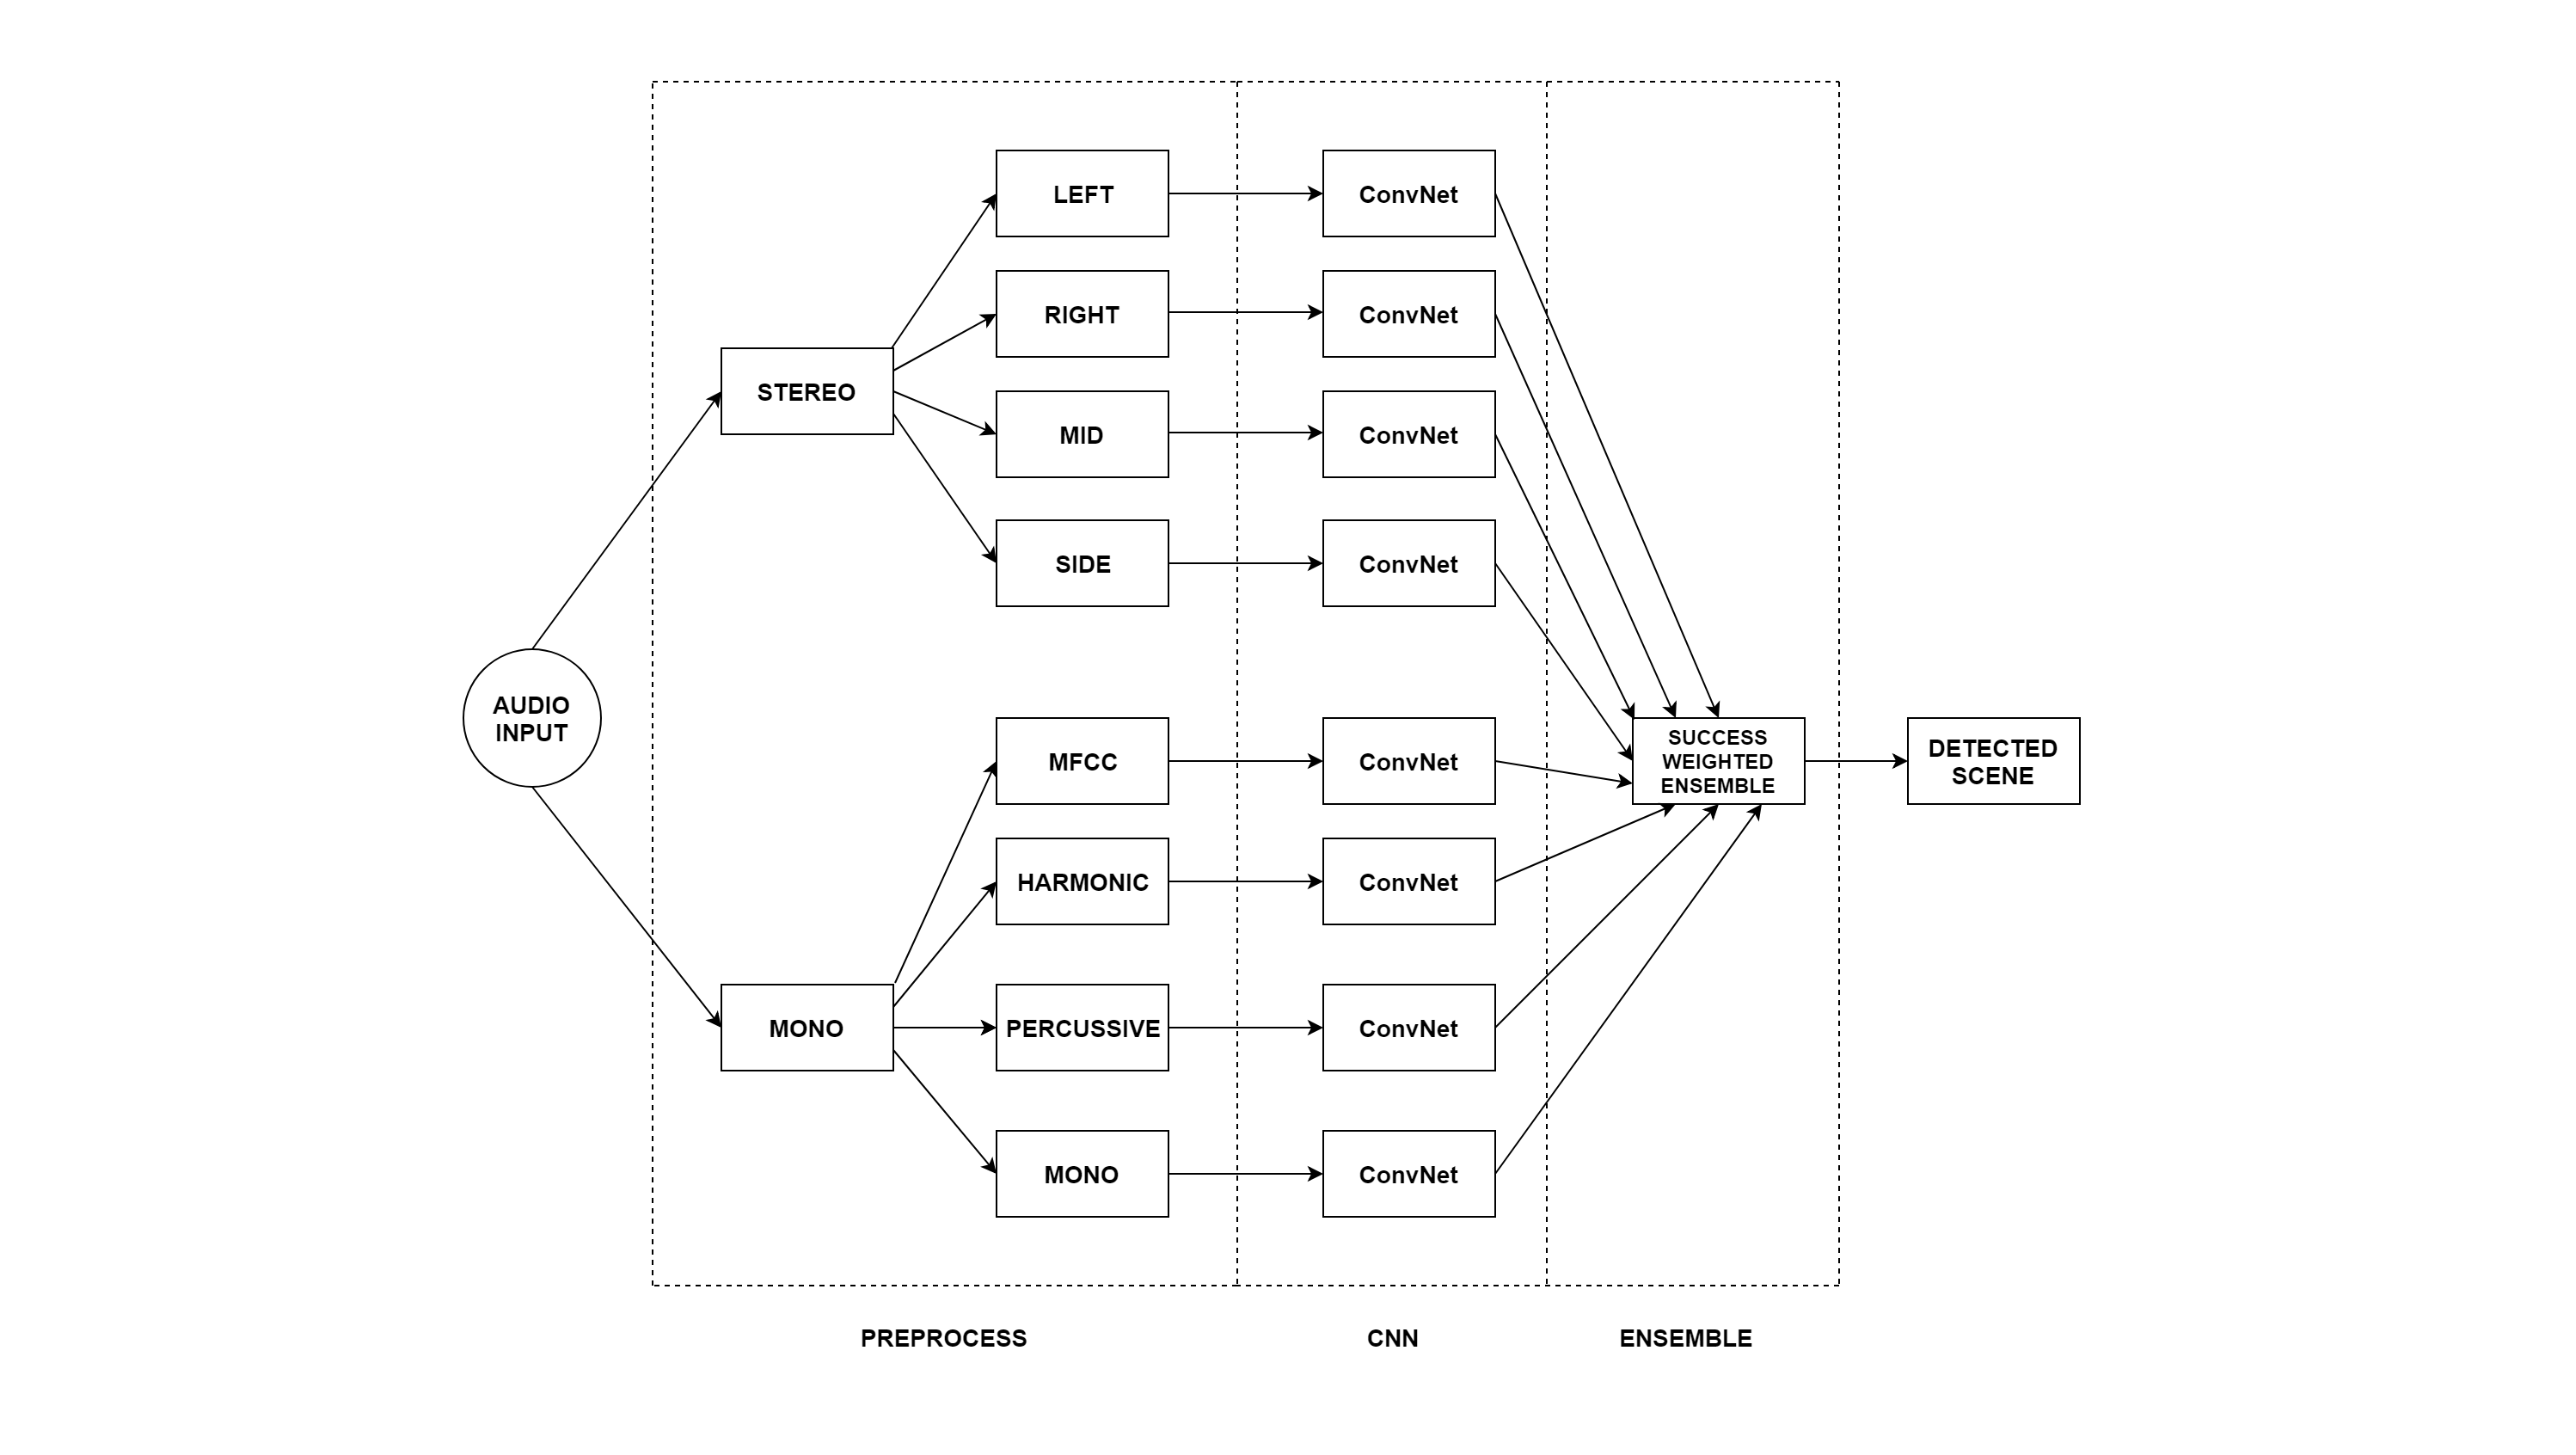 LEFT
ConvNet
RIGHT
ConvNet
STEREO
MID
ConvNet
SIDE
ConvNet
AUDIO
INPUT
MFCC
ConvNet
SUCCESS
WEIGHTED
ENSEMBLE
DETECTED
SCENE
HARMONIC
ConvNet
MONO
PERCUSSIVE
ConvNet
MONO
ConvNet
PREPROCESS
CNN
ENSEMBLE